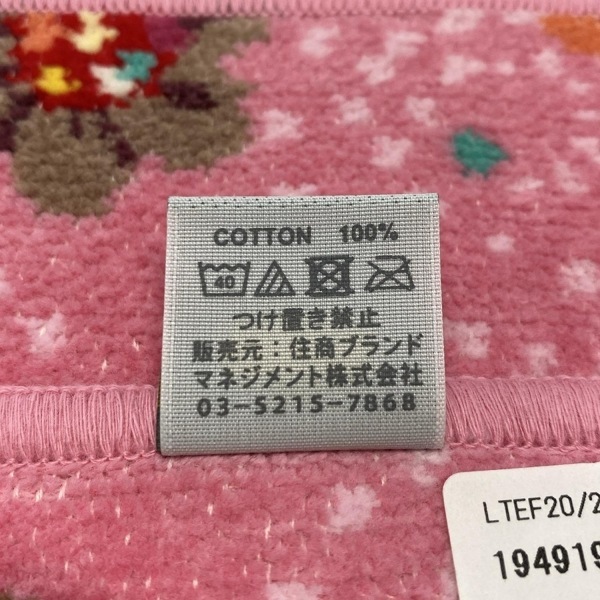 COTTON 100%
40
つけ置き禁止
販売元：住商ブランド
マネジメント株式会社
03-5215-7868
LTEF20/2
194919